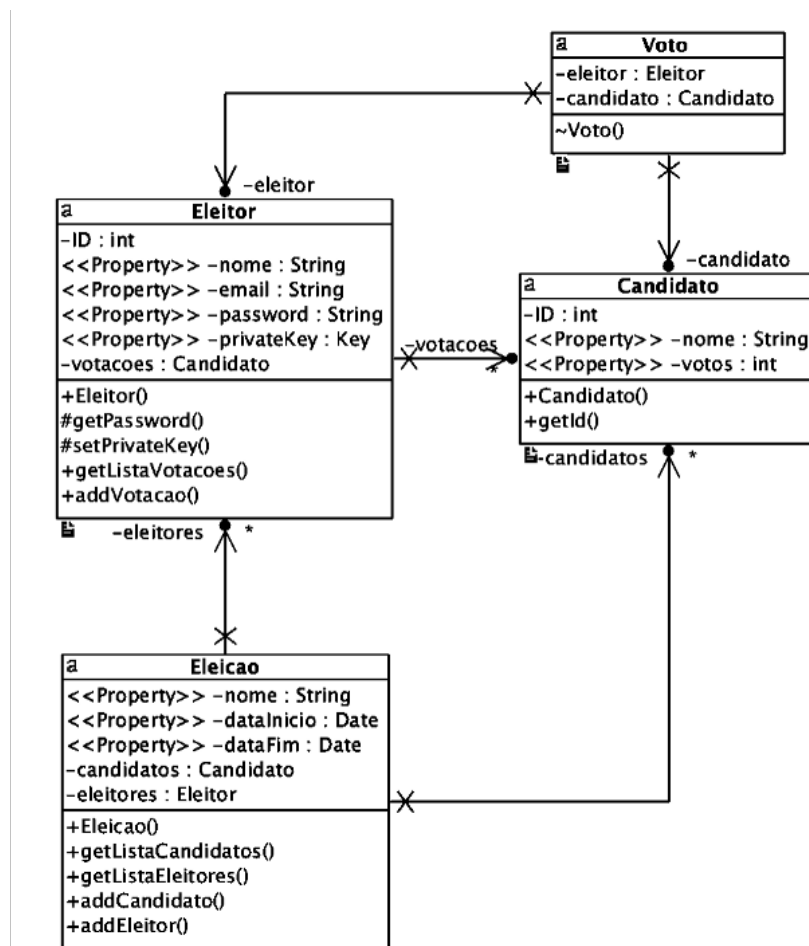 a Voto
-eleitor : Eleitor
-candidato : Candidato
~Voto()
-eleitor
a Eleitor
-ID : int
<<Property>> -nome : String
<<Property>> -email : String
<<Property>> -password : String
<<Property>> -privateKey : Key
-votacoes : Candidato
+Eleitor()
#getPassword()
#setPrivateKey()
+getListaVotacoes()
+addVotacao()
-votacoes
*
-candidato
a Candidato
-ID : int
<<Property>> -nome : String
<<Property>> -votos : int
+Candidato()
+getId()
-candidatos *
-eleitores *
a Eleicao
<<Property>> -nome : String
<<Property>> -dataInicio : Date
<<Property>> -dataFim : Date
-candidatos : Candidato
-eleitores : Eleitor
+Eleicao()
+getListaCandidatos()
+getListaEleitores()
+addCandidato()
+addEleitor()